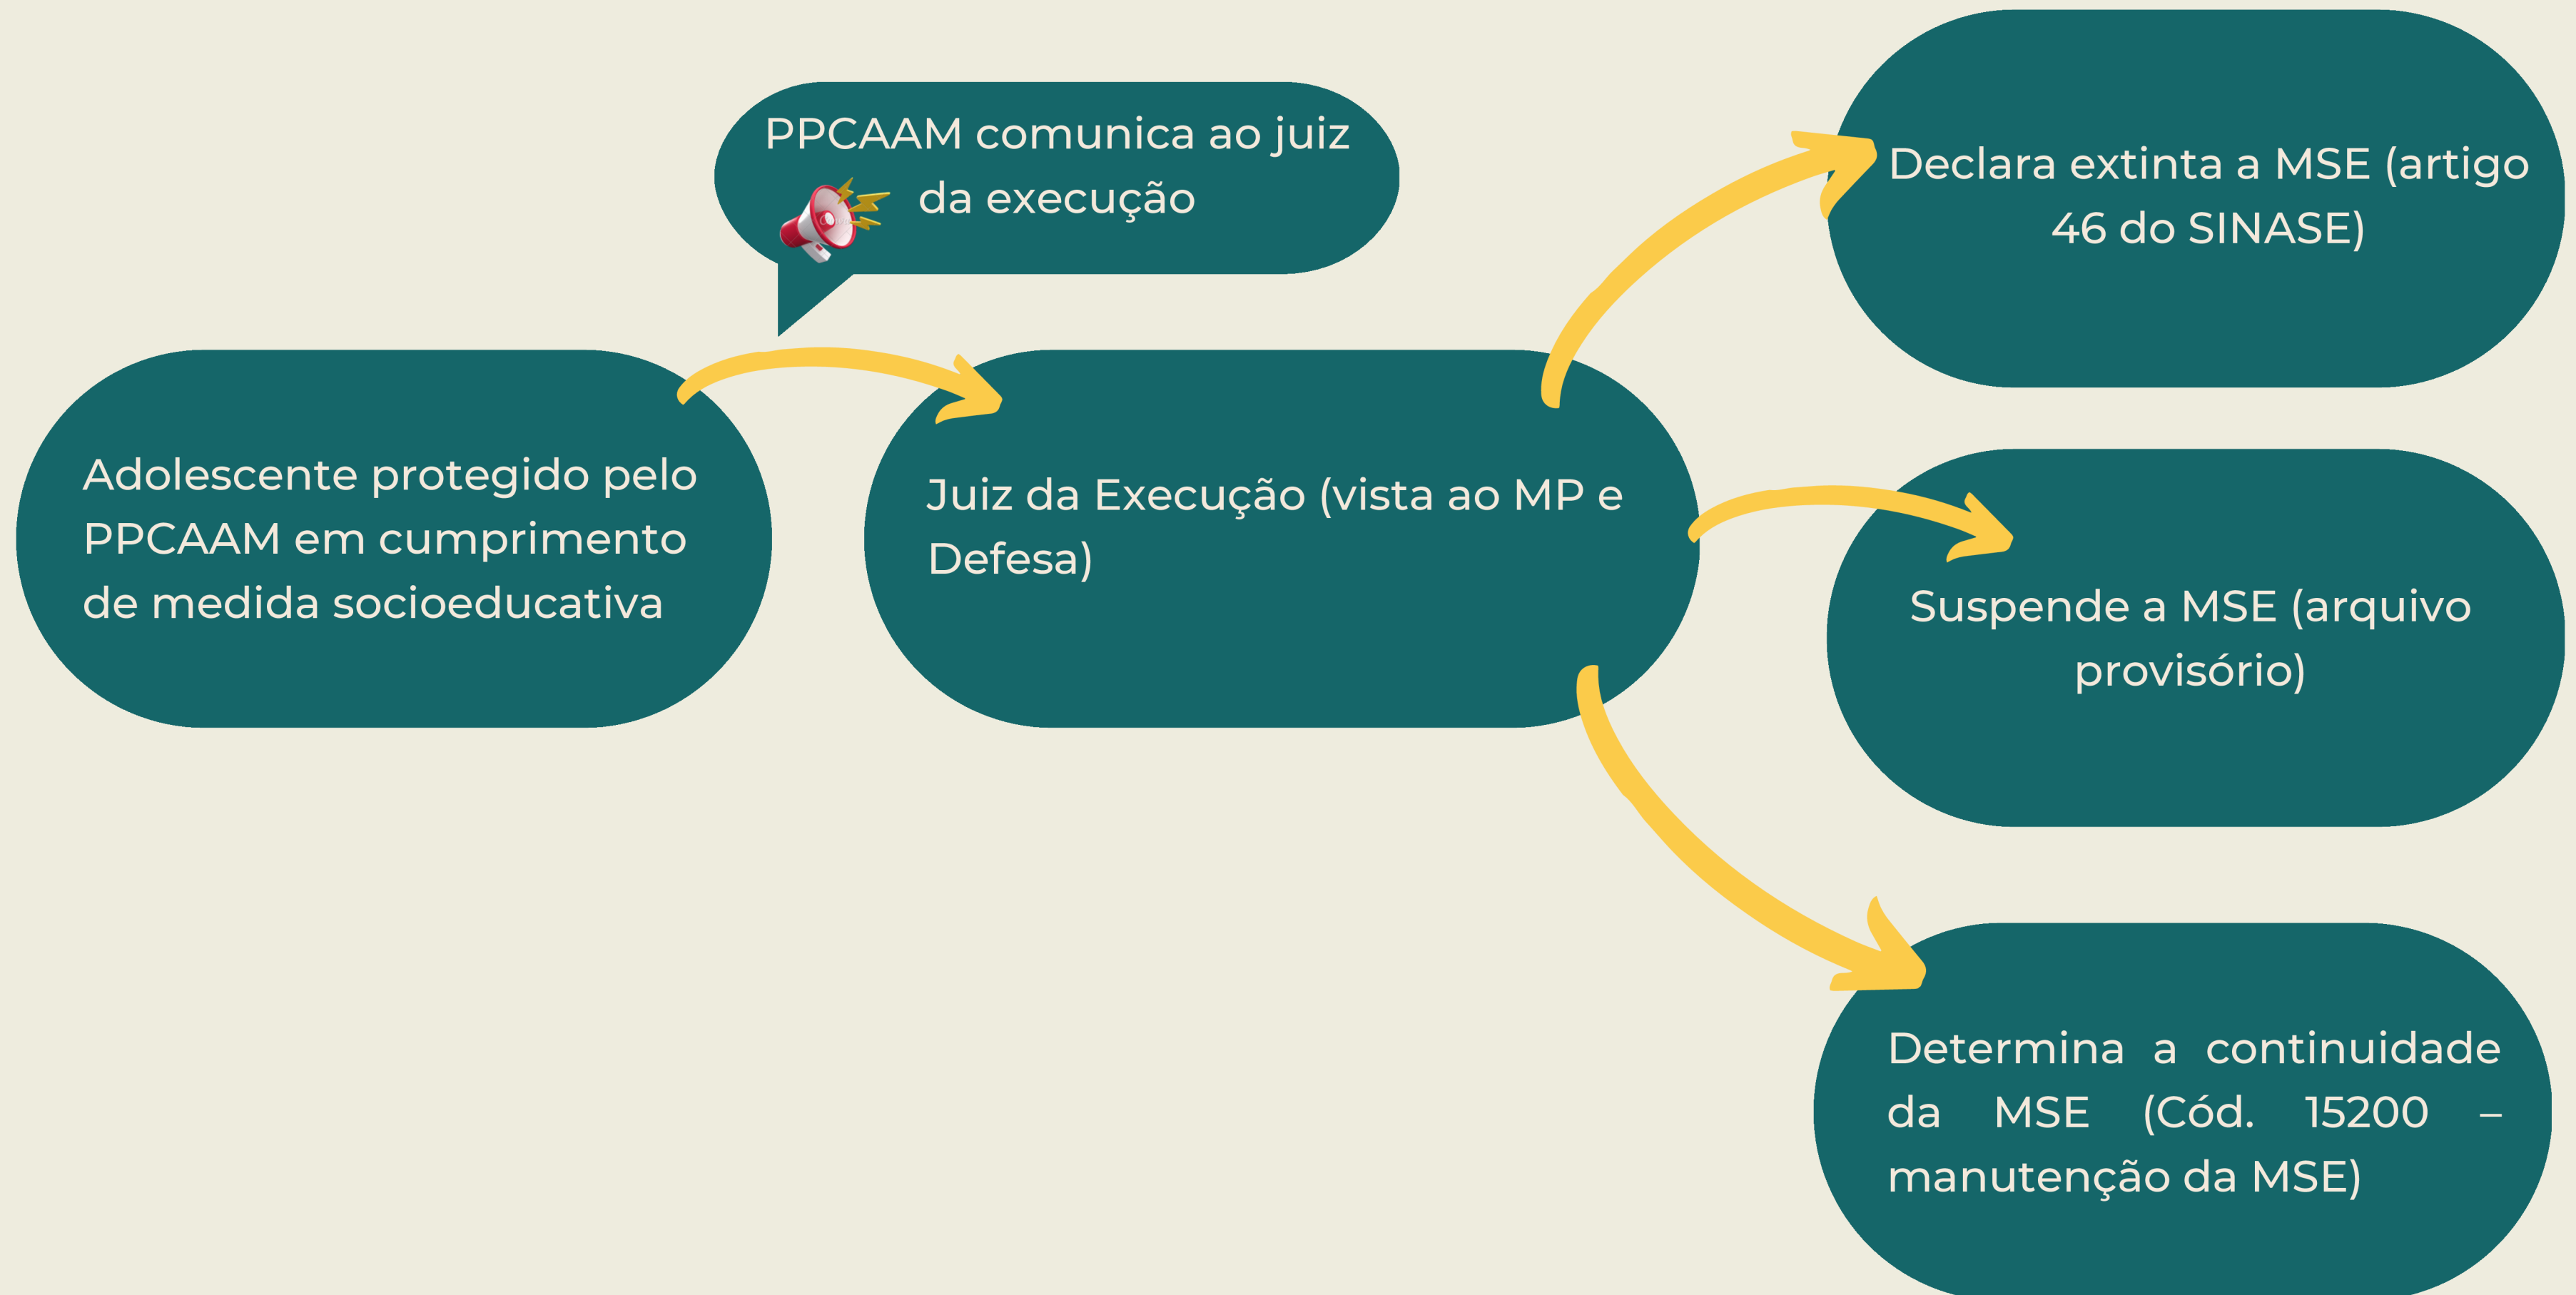 PPCAAM comunica ao juiz
da execução
Adolescente protegido pelo
PPCAAM em cumprimento
de medida socioeducativa
Juiz da Execução (vista ao MP e
Defesa)
Declara extinta a MSE (artigo
46 do SINASE)
Suspende a MSE (arquivo
provisório)
Determina a continuidade
da MSE (Cód. 15200 –
manutenção da MSE)